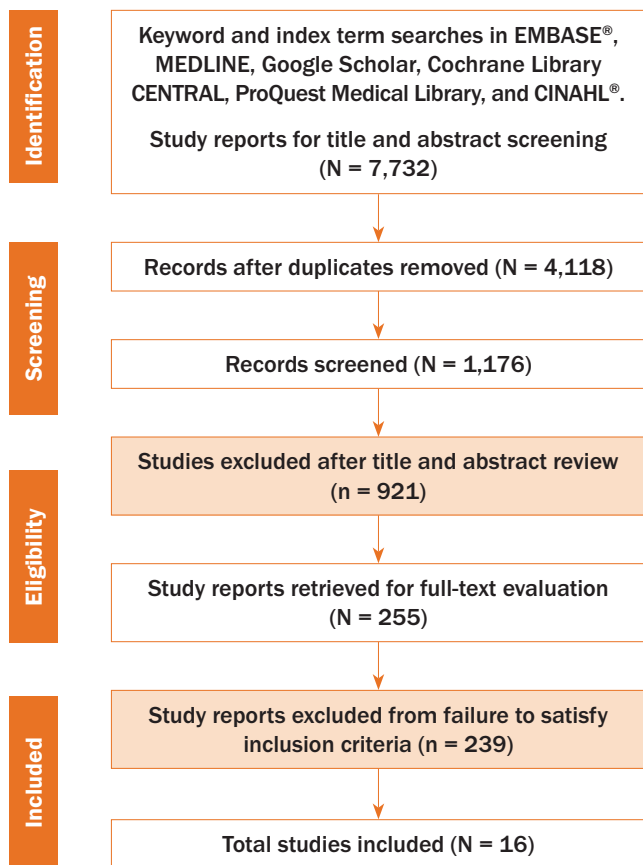 Identification
Keyword and index term searches in EMBASE®,
MEDLINE, Google Scholar, Cochrane Library
CENTRAL, ProQuest Medical Library, and CINAHL®.
Study reports for title and abstract screening
(N = 7,732)
Screening
Records after duplicates removed (N = 4,118)
Records screened (N = 1,176)
Eligibility
Studies excluded after title and abstract review
(n = 921)
Study reports retrieved for full-text evaluation
(N = 255)
Included
Study reports excluded from failure to satisfy
inclusion criteria (n = 239)
Total studies included (N = 16)